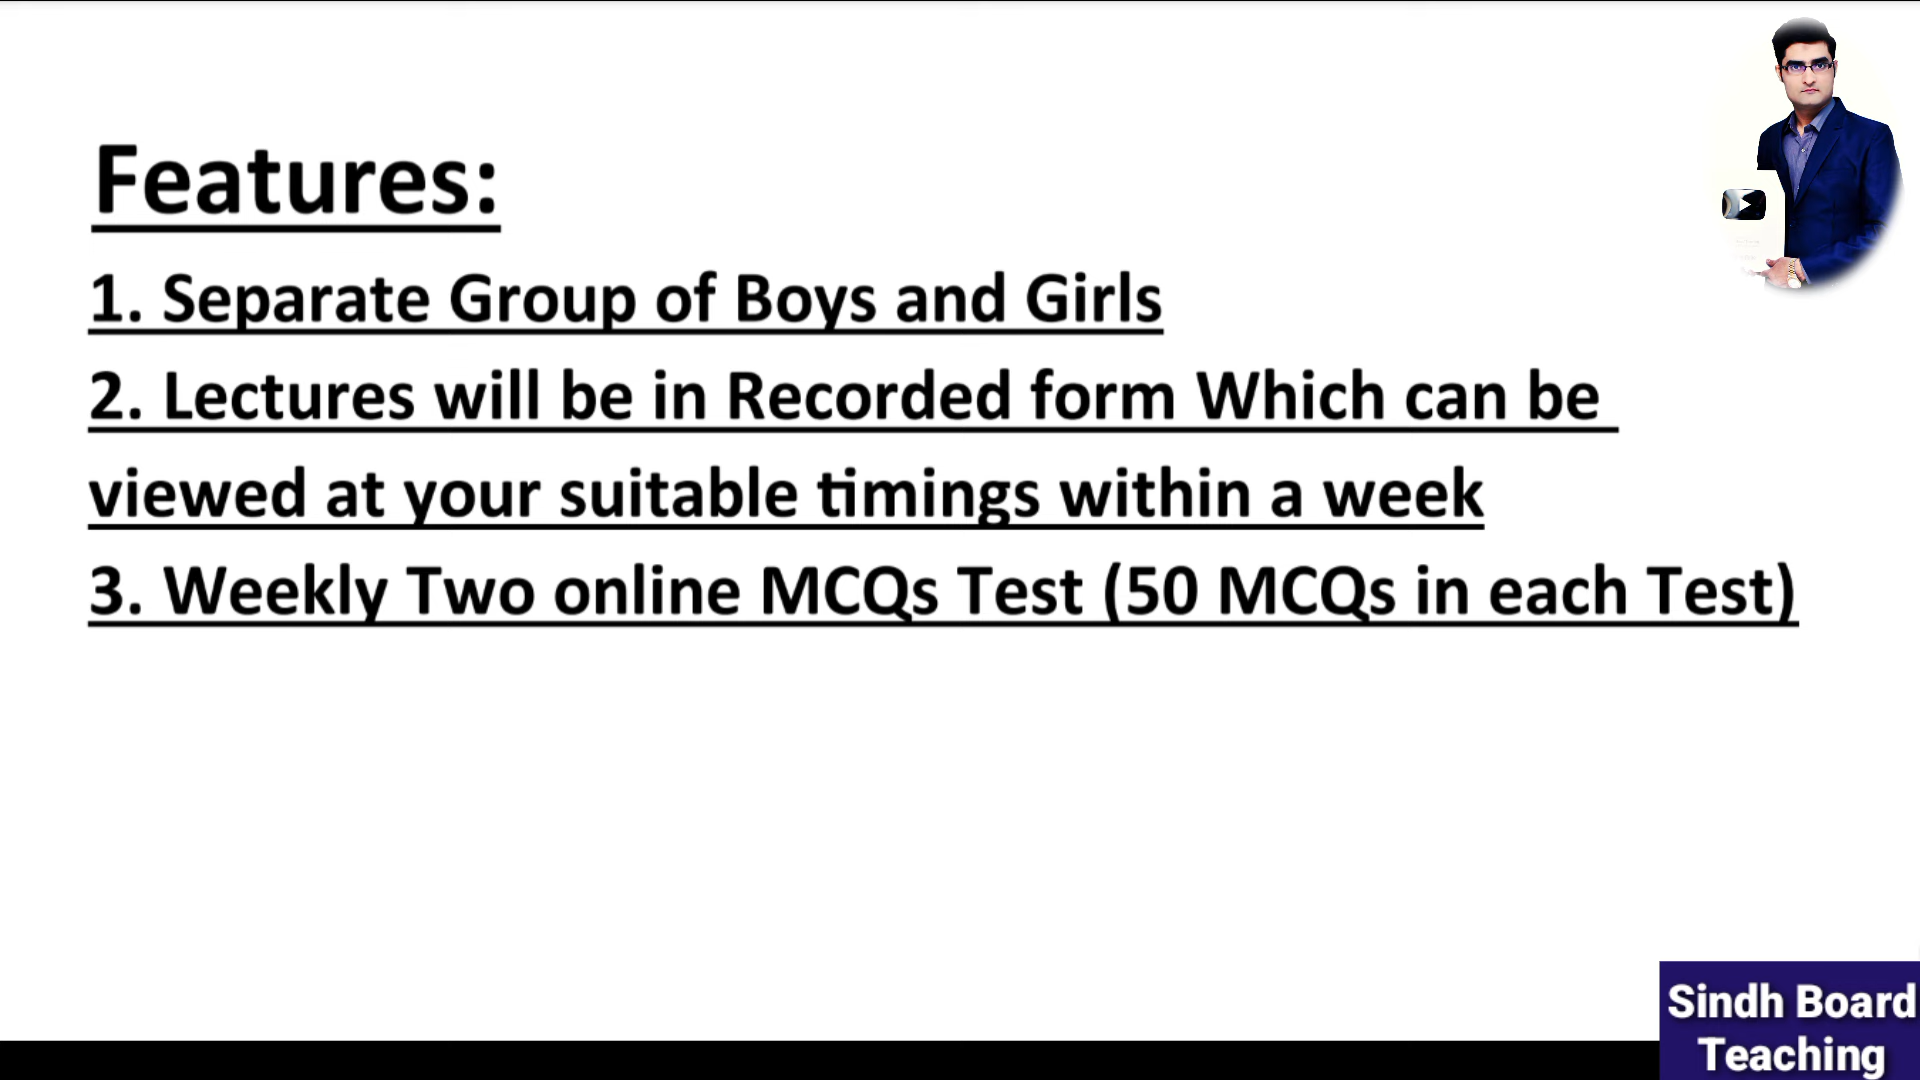 Features:
1. Separate Group of Boys and Girls
2. Lectures will be in Recorded form Which can be
viewed at your suitable timings within a week
3. Weekly Two online MCQs Test (50 MCQs in each Test)
Sindh Board
Teaching